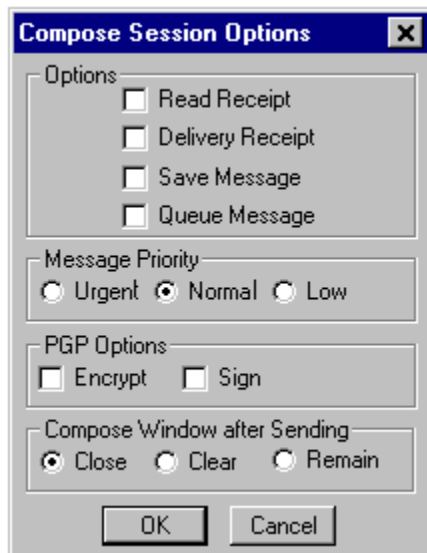 Compose Session Options
Options
Read Receipt
Delivery Receipt
Save Message
Queue Message
Message Priority
Urgent Normal Low
PGP Options
Encrypt Sign
Compose Window after Sending
Close Clear Remain
OK Cancel